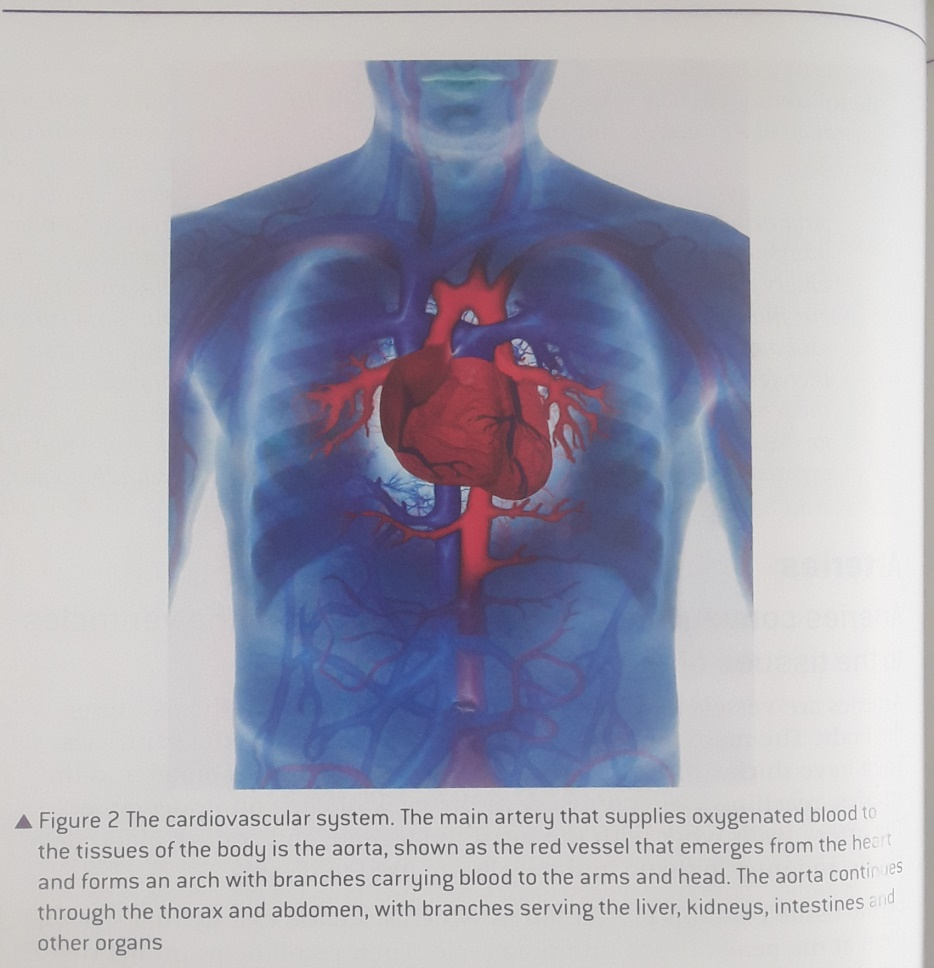 ▲ Figure 2 The cardiovascular system. The main artery that supplies oxygenated blood to
the tissues of the body is the aorta, shown as the red vessel that emerges from the heart
and forms an arch with branches carrying blood to the arms and head. The aorta continues
through the thorax and abdomen, with branches serving the liver, kidneys, intestines and
other organs